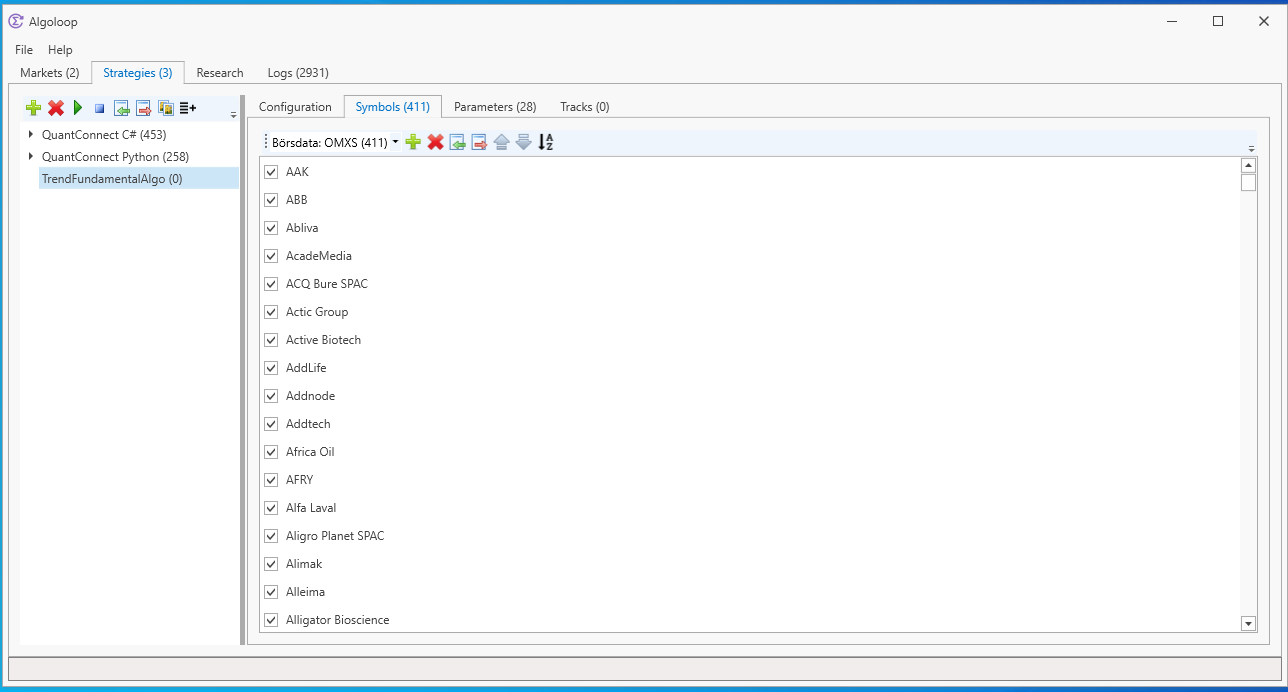 Algoloop
File Help
Markets (2) Strategies (3) Research Logs (2931)
Configuration Symbols (411) Parameters (28) Tracks (0)
QuantConnect C# (453)
QuantConnect Python (258)
TrendFundamentalAlgo (0)
Börsdata: OMXS (411)
AAK
ABB
Abliva
AcadeMedia
ACQ Bure SPAC
Actic Group
Active Biotech
AddLife
Addnode
Addtech
Africa Oil
AFRY
Alfa Laval
Aligro Planet SPAC
Alimak
Alleima
Alligator Bioscience